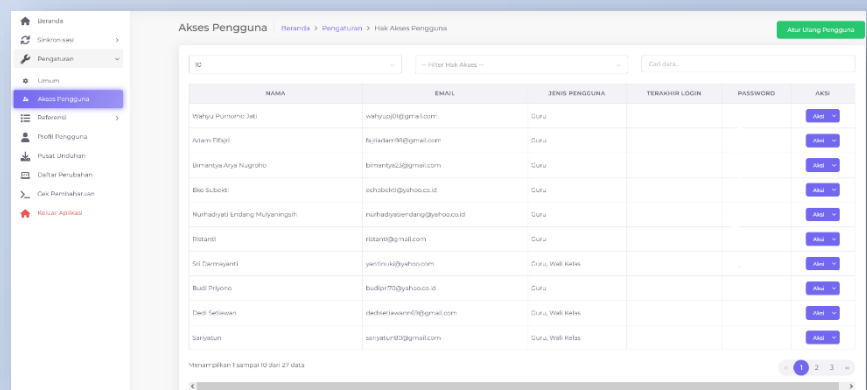 Beranda
Sinkronisasi
Pengaturan
Umum
Akses Pengguna
Referensi
Profil Pengguna
Pusat Unduhan
Daftar Perubahan
Cek Pembaharuan
Keluar Aplikasi
Akses Pengguna Beranda > Pengaturan > Hak Akses Pengguna
Atur Ulang Pengguna
10 -- Filter Hak Akses -- Cari data...
NAMA EMAIL JENIS PENGGUNA TERAKHIR LOGIN PASSWORD AKSI
Wahyu Purnomo Jati wahyupj01@gmail.com Guru Aksi
Adam Fifajri fajriadam98@gmail.com Guru Aksi
Bimantya Arya Nugroho bimantya23@gmail.com Guru Aksi
Eko Subekti echobekti@yahoo.co.id Guru Aksi
Nurhadiyati Endang Mulyaningsih nurhadiyatiendang@yahoo.co.id Guru Aksi
Ristanti ristanti@gmail.com Guru Aksi
Sri Darmayanti yantinuki@yahoo.com Guru, Wali Kelas Aksi
Budi Priyono budipri70@yahoo.co.id Guru Aksi
Dedi Setiawan dedisetiawann69@gmail.com Guru, Wali Kelas Aksi
Sariyatun sariyatun80@gmail.com Guru, Wali Kelas Aksi
Menampilkan 1 sampai 10 dari 27 data
« 1 2 3 »